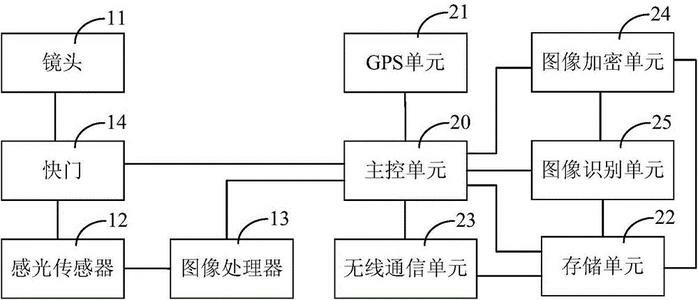 11
镜头
21
GPS单元
24
图像加密单元
14
快门
20
主控单元
25
图像识别单元
12
感光传感器
13
图像处理器
23
无线通信单元
22
存储单元